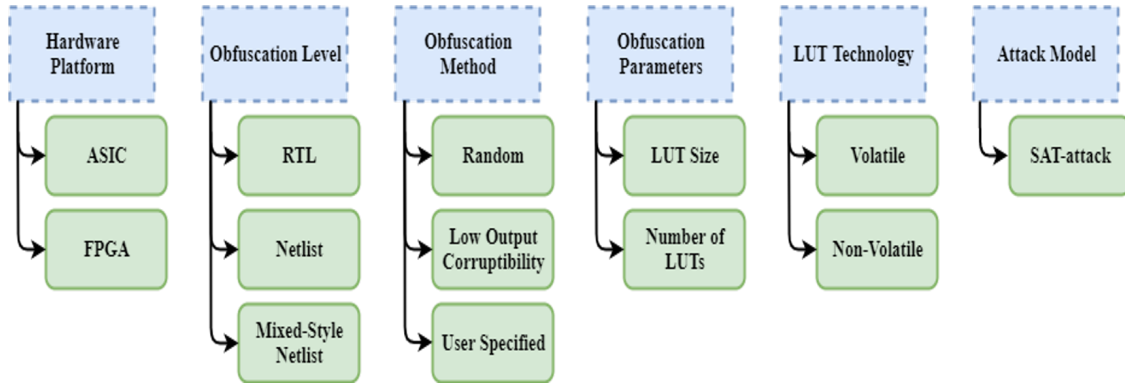 Hardware
Platform
Obfuscation Level
Obfuscation
Method
Obfuscation
Parameters
LUT Technology
Attack Model
ASIC
RTL
Random
LUT Size
Volatile
SAT-attack
FPGA
Netlist
Low Output
Corruptibility
Number of
LUTs
Non-Volatile
Mixed-Style
Netlist
User Specified